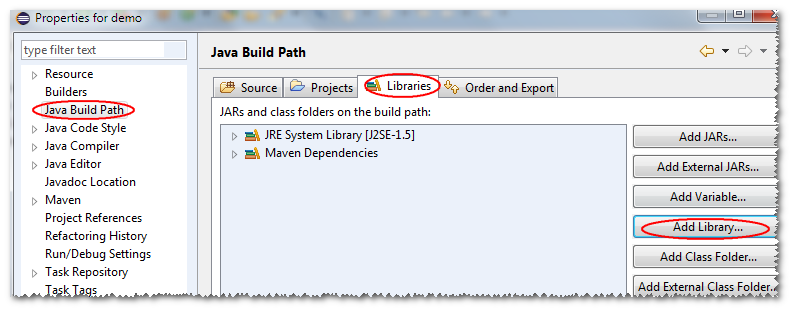 Properties for demo
type filter text
Resource
Builders
Java Build Path
Java Code Style
Java Compiler
Java Editor
Javadoc Location
Maven
Project References
Refactoring History
Run/Debug Settings
Task Repository
Task Tags
Java Build Path
Source
Projects
Libraries
Order and Export
JARs and class folders on the build path:
JRE System Library [J2SE-1.5]
Maven Dependencies
Add JARs...
Add External JARs...
Add Variable...
Add Library...
Add Class Folder...
Add External Class Folder..